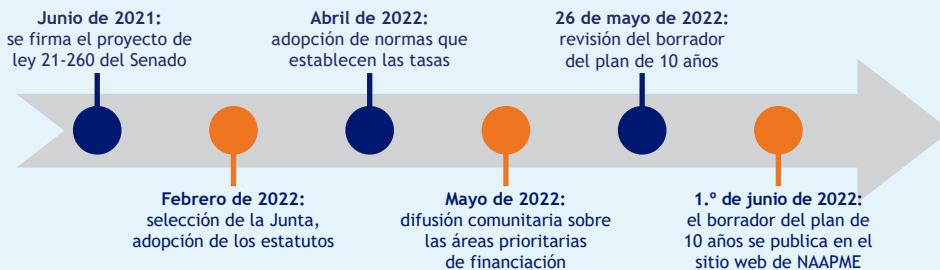 Junio de 2021:
se firma el proyecto de
ley 21-260 del Senado
Febrero de 2022:
selección de la Junta,
adopción de los estatutos
Abril de 2022:
adopción de normas que
establecen las tasas
Mayo de 2022:
difusión comunitaria sobre
las áreas prioritarias
de financiación
26 de mayo de 2022:
revisión del borrador
del plan de 10 años
1.º de junio de 2022:
el borrador del plan de
10 años se publica en el
sitio web de NAAPME